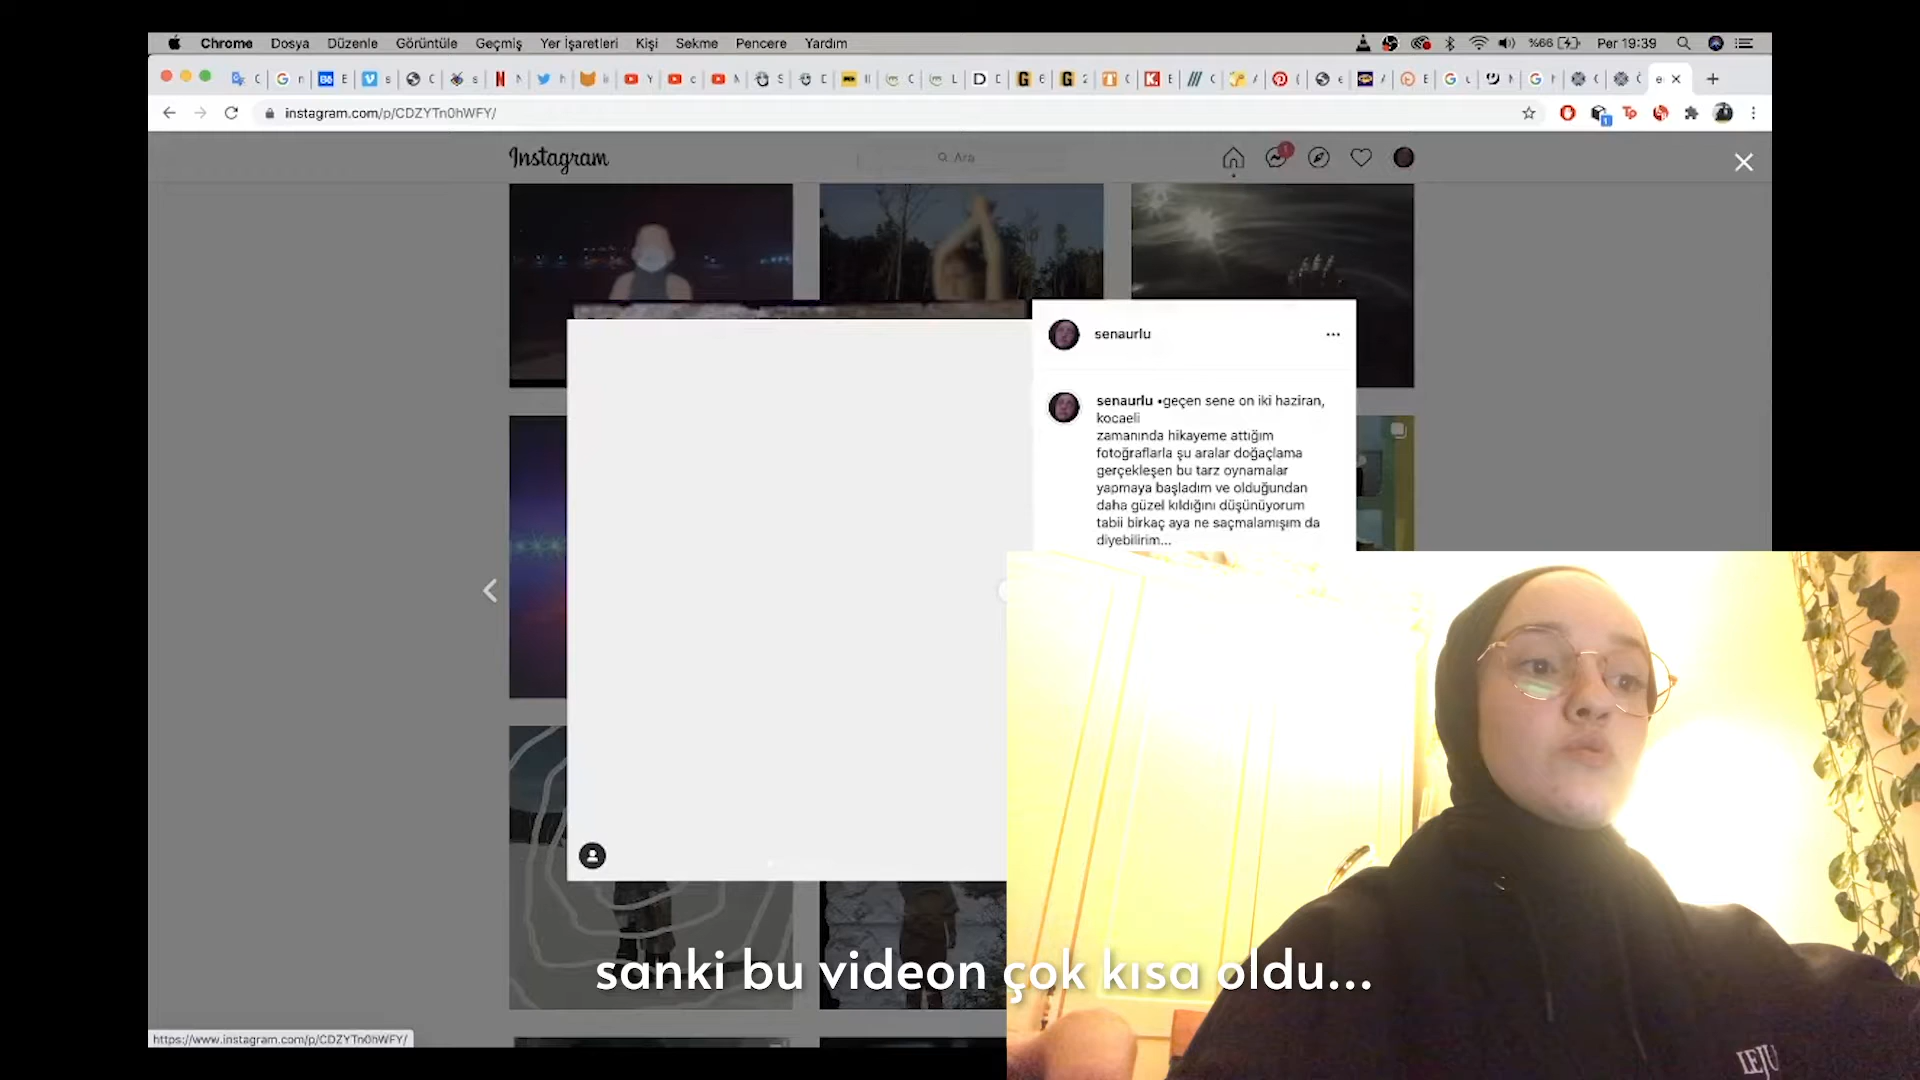 Chrome Dosya Düzenle Görüntüle Geçmiş Yer İşaretleri Kişi Sekme Pencere Yardım %66 Per 19:39
instagram.com/p/CDZYTn0hWFY/
Instagram
Ara
1
senaurlu
senaurlu •geçen sene on iki haziran,
kocaeli
zamanında hikayeme attığım
fotoğraflarla şu aralar doğaçlama
gerçekleşen bu tarz oynamalar
yapmaya başladım ve olduğundan
daha güzel kıldığını düşünüyorum
tabii birkaç aya ne saçmalamışım da
diyebilirim...
sanki bu videon çok kısa oldu...
https://www.instagram.com/p/CDZYTn0hWFY/